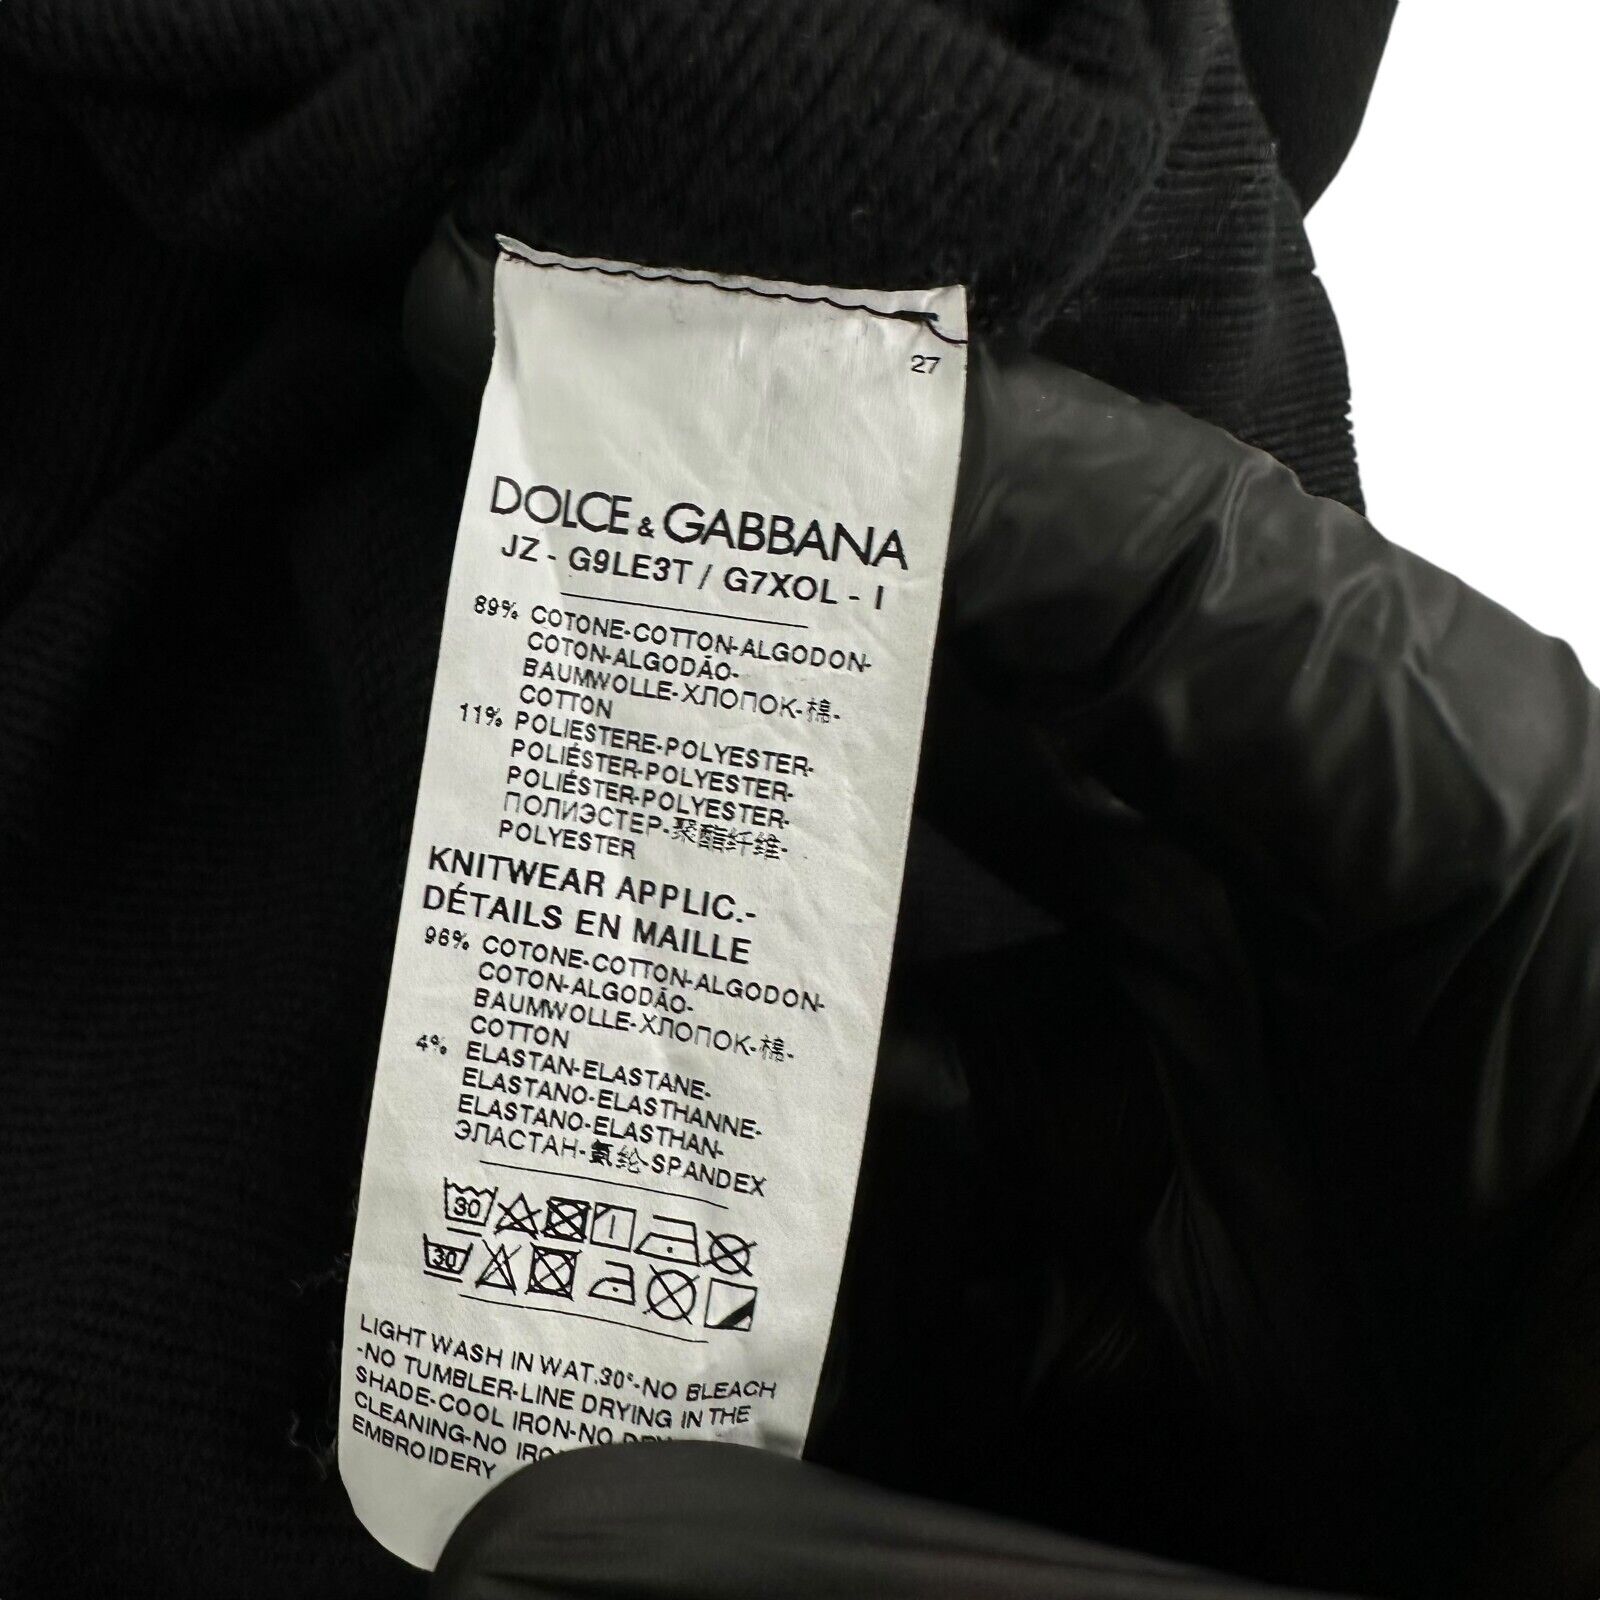 27
DOLCE & GABBANA
JZ - G9LE3T / G7XOL - I
89% COTONE-COTTON-ALGODON-
COTON-ALGODÃO-
BAUMWOLLE-ХЛОПОК-棉-
COTTON
11% POLIESTERE-POLYESTER-
POLIÉSTER-POLYESTER-
POLIÉSTER-POLYESTER-
ПОЛИЭСТЕР-聚酯纤维-
POLYESTER
KNITWEAR APPLIC.-
DÉTAILS EN MAILLE
96% COTONE-COTTON-ALGODON-
COTON-ALGODÃO-
BAUMWOLLE-ХЛОПОК-棉-
COTTON
4% ELASTAN-ELASTANE-
ELASTANO-ELASTHANNE-
ELASTANO-ELASTHAN-
ЭЛАСТАН-氨纶-SPANDEX
30
30
LIGHT WASH IN WAT.30°-NO BLEACH
-NO TUMBLER-LINE DRYING IN THE
SHADE-COOL IRON-NO
CLEANING-NO
EMBROIDERY